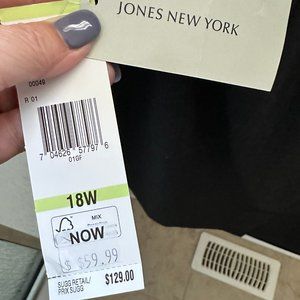 JONES NEW YORK
00049
R 01
7 04626 57797 6
01GF
18W
MIX
NOW
$ $59.99
SUGG RETAIL/
PRIX SUGG
$129.00